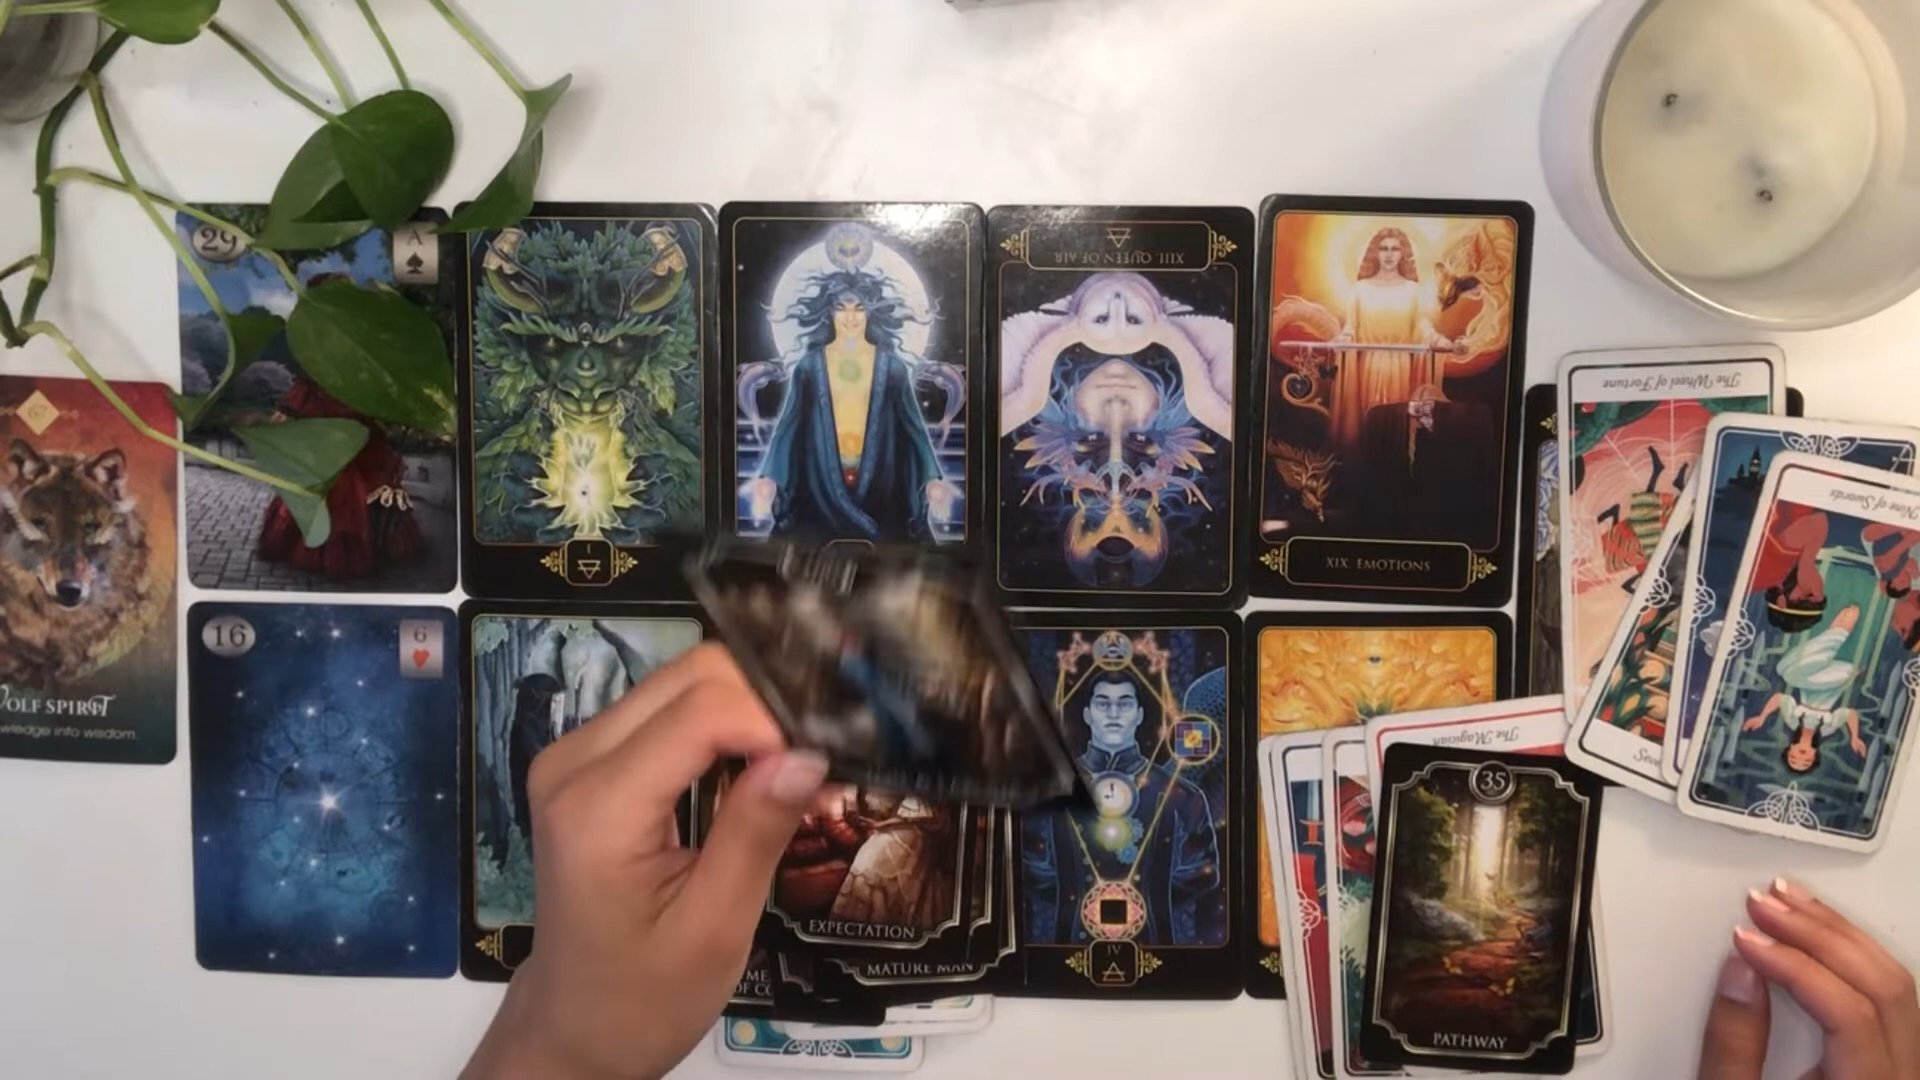 29
A
XIII. QUEEN OF AIR
I
XIX. EMOTIONS
The Wheel of Fortune
Nine of Swords
67
WOLF SPIRIT
wledge into wisdom.
16
6
The Magician
35
EXPECTATION
MATURE MAN
IV
PATHWAY